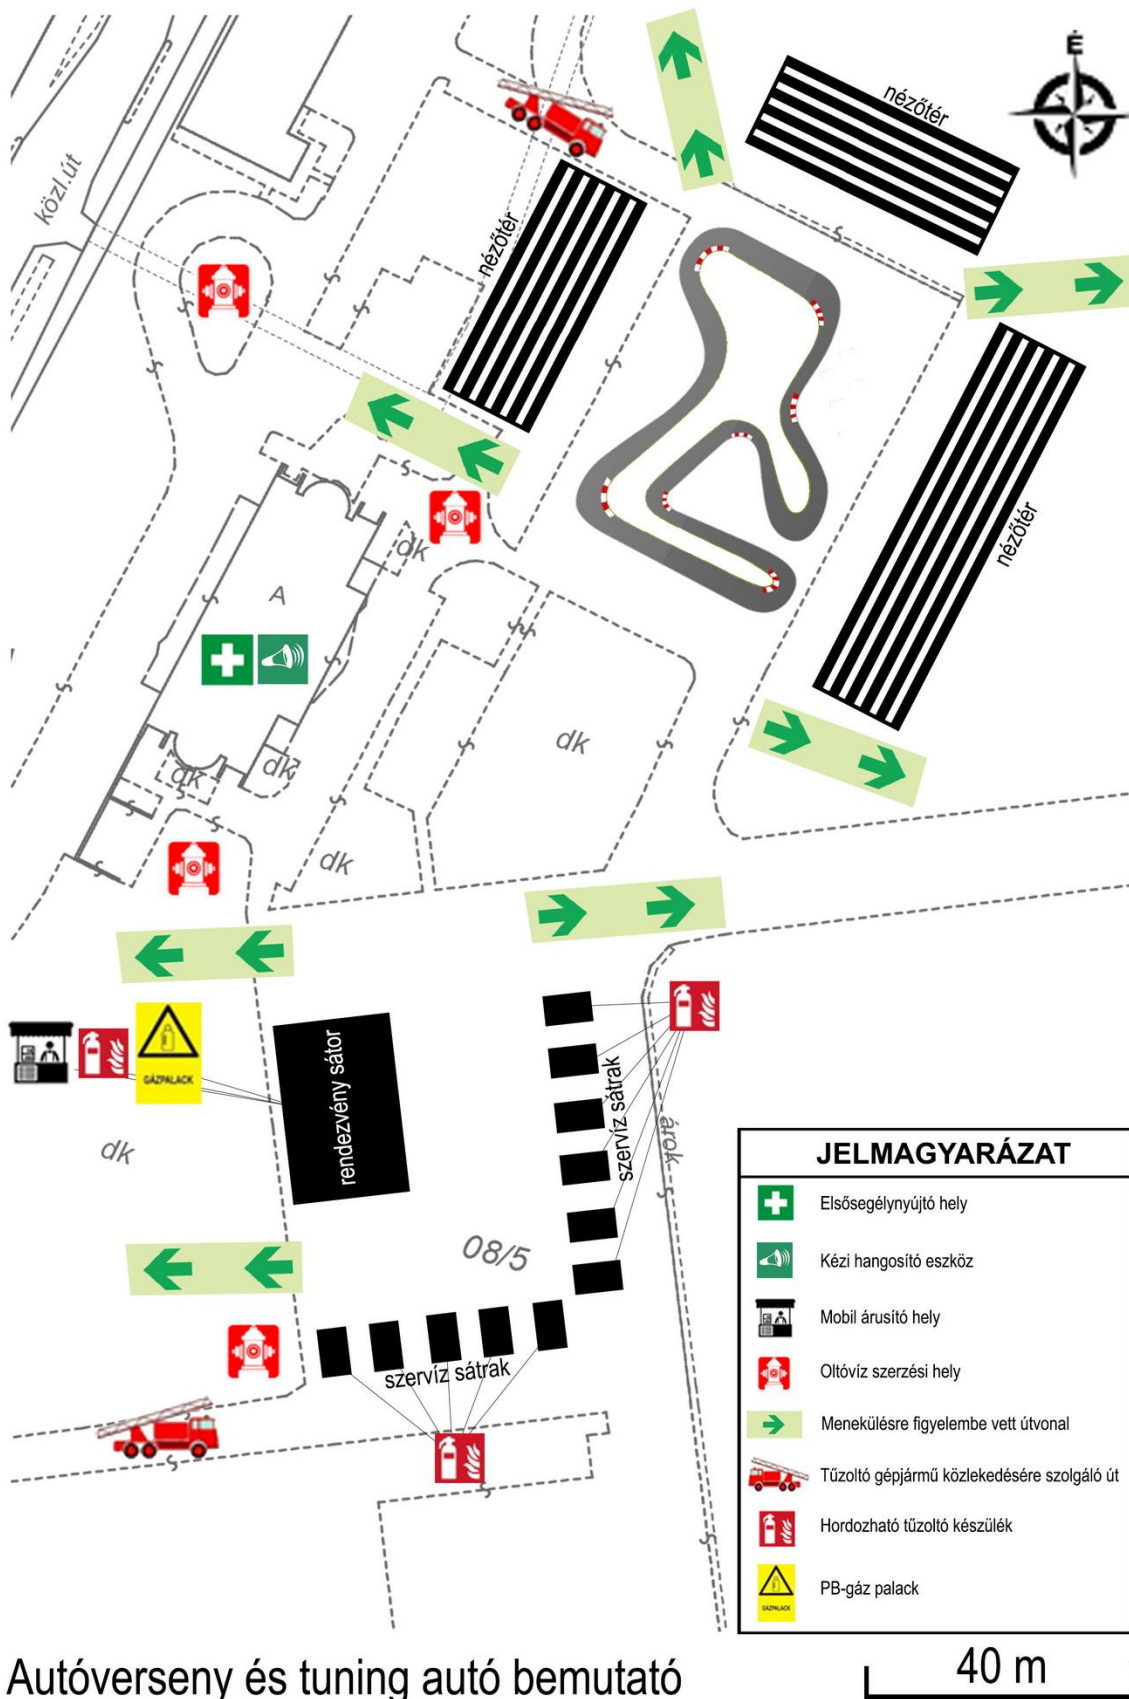 É
nézőtér
közl.út
nézőtér
nézőtér
dk
A
dk
dk
dk
dk
GÁZPALACK
rendezvény sátor
szervíz sátrak
árok
dk
08/5
szervíz sátrak
JELMAGYARÁZAT
Elsősegélynyújtó hely
Kézi hangosító eszköz
Mobil árusító hely
Oltóvíz szerzési hely
Menekülésre figyelembe vett útvonal
Tűzoltó gépjármű közlekedésére szolgáló út
Hordozható tűzoltó készülék
GÁZPALACK
PB-gáz palack
Autóverseny és tuning autó bemutató
40 m